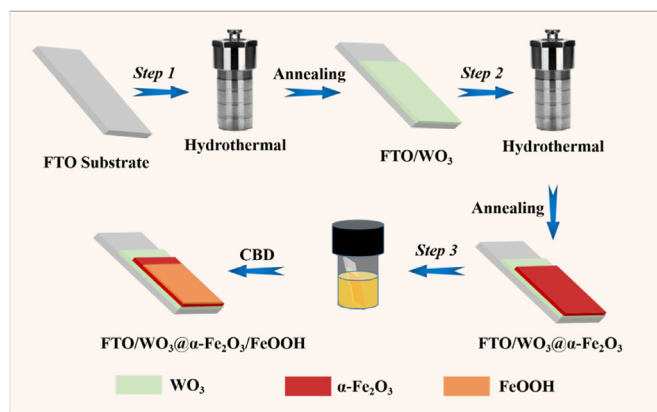 Step 1
Annealing
Step 2
FTO Substrate
Hydrothermal
FTO/WO₃
Hydrothermal
Annealing
CBD
Step 3
FTO/WO₃@α-Fe₂O₃/FeOOH
FTO/WO₃@α-Fe₂O₃
WO₃
α-Fe₂O₃
FeOOH